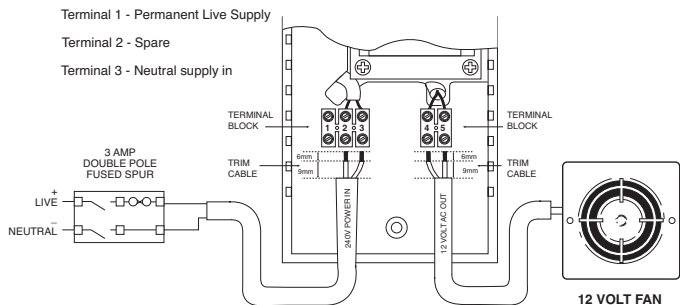 Terminal 1 - Permanent Live Supply
Terminal 2 - Spare
Terminal 3 - Neutral supply in
TERMINAL
BLOCK
1 2 3
4 5
TERMINAL
BLOCK
3 AMP
DOUBLE POLE
FUSED SPUR
TRIM
CABLE
6mm
9mm
6mm
9mm
TRIM
CABLE
+
LIVE
–
NEUTRAL
240V POWER IN
12 VOLT AC OUT
12 VOLT FAN